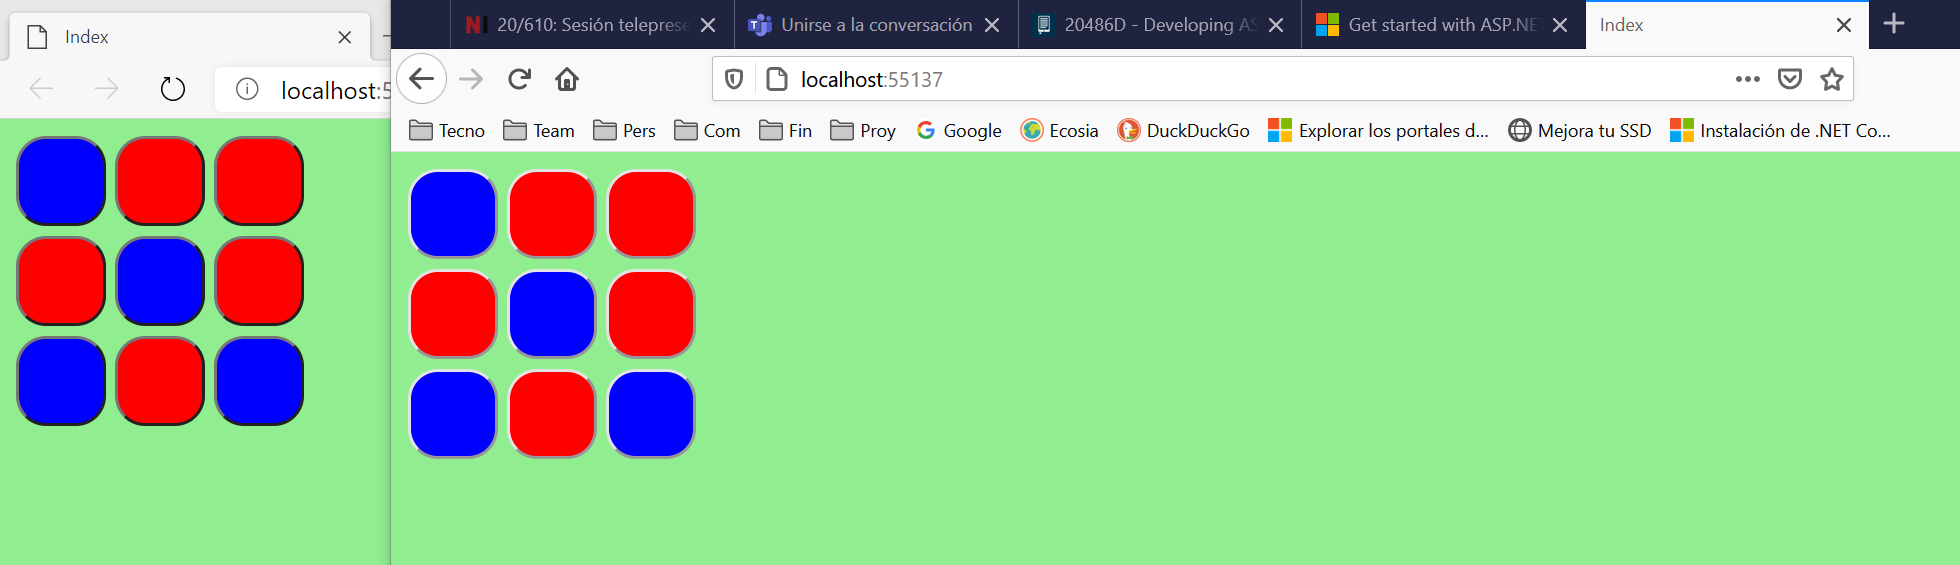 Index
localhost:5
20/610: Sesión teleprese
Unirse a la conversación
20486D - Developing AS
Get started with ASP.NE
Index
localhost:55137
Tecno Team Pers Com Fin Proy Google Ecosia DuckDuckGo Explorar los portales d... Mejora tu SSD Instalación de .NET Co...